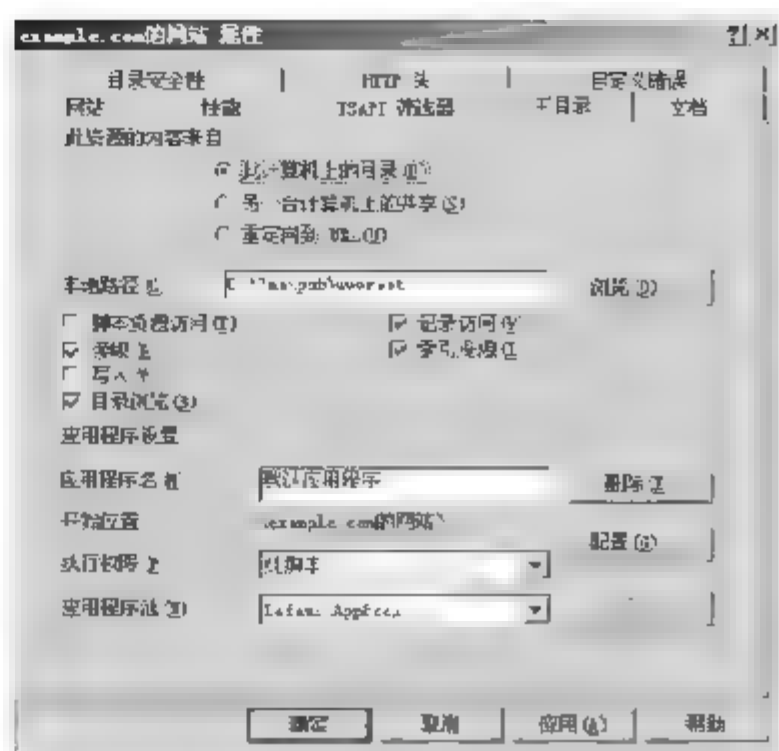 example.com的网站 属性
目录安全性 HTTP 头 自定义错误
网站 性能 ISAPI 筛选器 主目录 文档
此资源的内容来自
此计算机上的目录(D)
另一台计算机上的共享(S)
重定向到 URL(U)
本地路径 浏览(O)
脚本资源访问(T) 记录访问(V)
读取 索引资源(I
写入
目录浏览(B)
应用程序设置
应用程序名 默认应用程序 删除
开始位置 example.com的网站
配置(G)
执行权限 纯脚本
应用程序池(N)
确定 取消 应用(A) 帮助